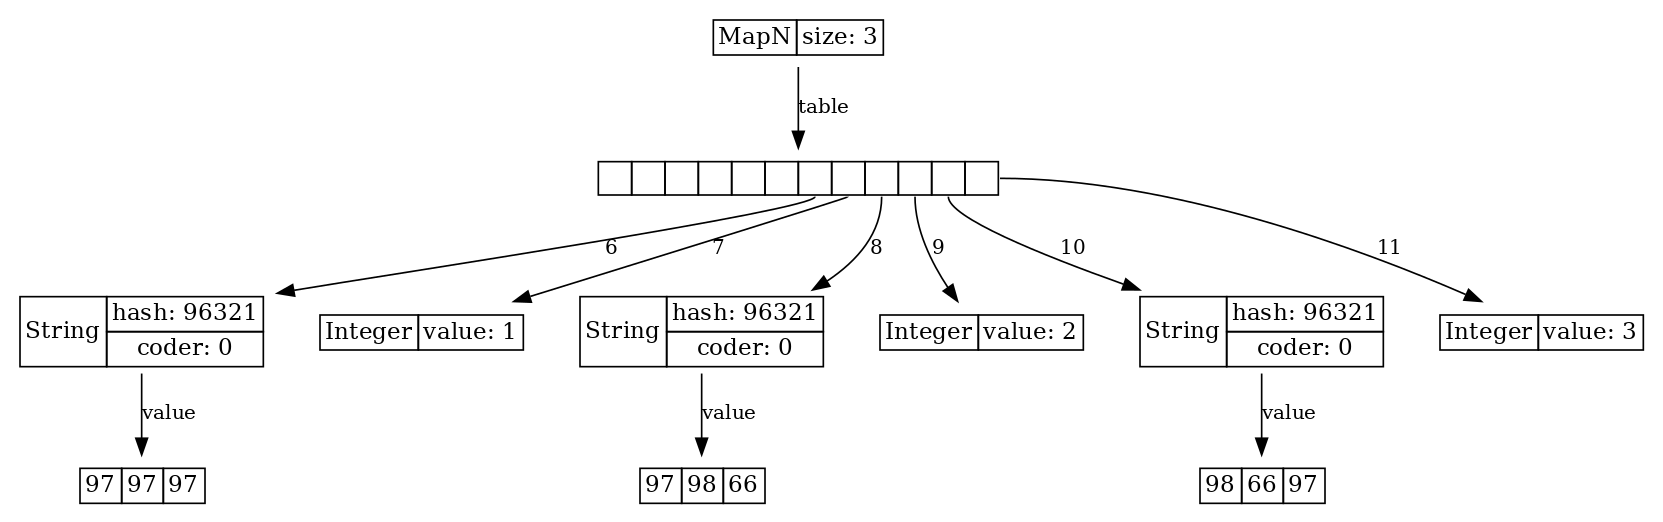 MapN size: 3
table
6 7 8 9 10 11
String hash: 96321 coder: 0
Integer value: 1
String hash: 96321 coder: 0
Integer value: 2
String hash: 96321 coder: 0
Integer value: 3
value value value
97 97 97
97 98 66
98 66 97